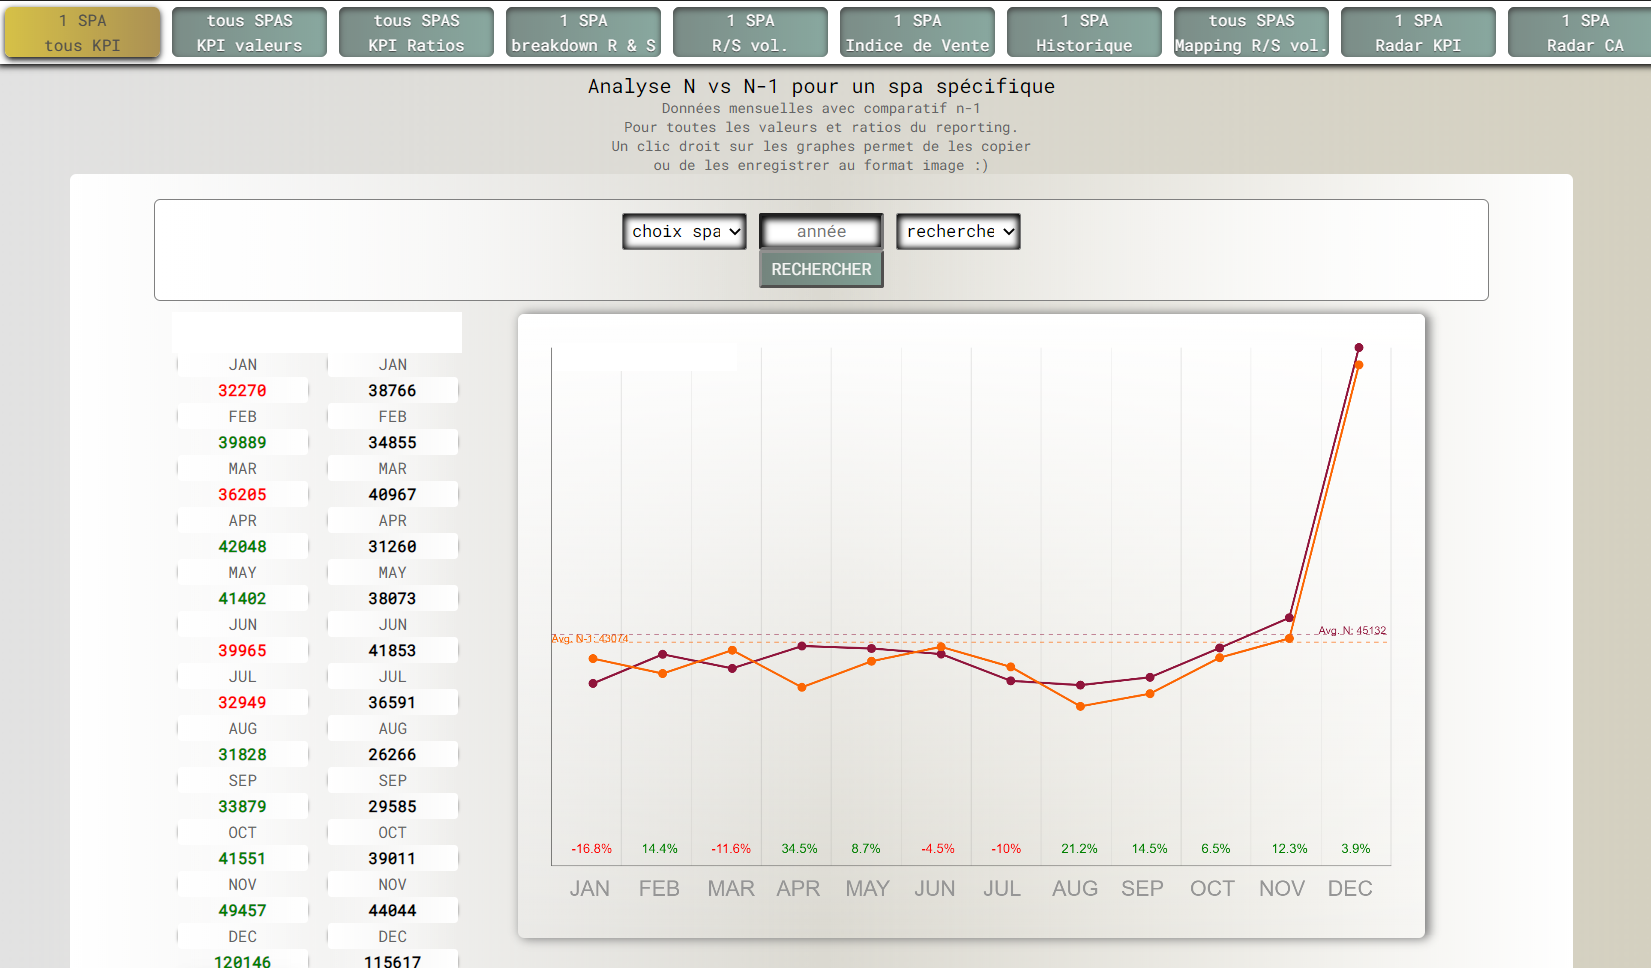 1 SPA
tous KPI
tous SPAS
KPI valeurs
tous SPAS
KPI Ratios
1 SPA
breakdown R & S
1 SPA
R/S vol.
1 SPA
Indice de Vente
1 SPA
Historique
tous SPAS
Mapping R/S vol.
1 SPA
Radar KPI
1 SPA
Radar CA
Analyse N vs N-1 pour un spa spécifique
Données mensuelles avec comparatif n-1
Pour toutes les valeurs et ratios du reporting.
Un clic droit sur les graphes permet de les copier
ou de les enregistrer au format image :)
choix spa année recherche
RECHERCHER
JAN JAN
32270 38766
FEB FEB
39889 34855
MAR MAR
36205 40967
APR APR
42048 31260
MAY MAY
41402 38073
JUN JUN
39965 41853
JUL JUL
32949 36591
AUG AUG
31828 26266
SEP SEP
33879 29585
OCT OCT
41551 39011
NOV NOV
49457 44044
DEC DEC
120146 115617
Avg. N: 45132
Avg. N-1: 43074
-16.8% 14.4% -11.6% 34.5% 8.7% -4.5% -10% 21.2% 14.5% 6.5% 12.3% 3.9%
JAN FEB MAR APR MAY JUN JUL AUG SEP OCT NOV DEC